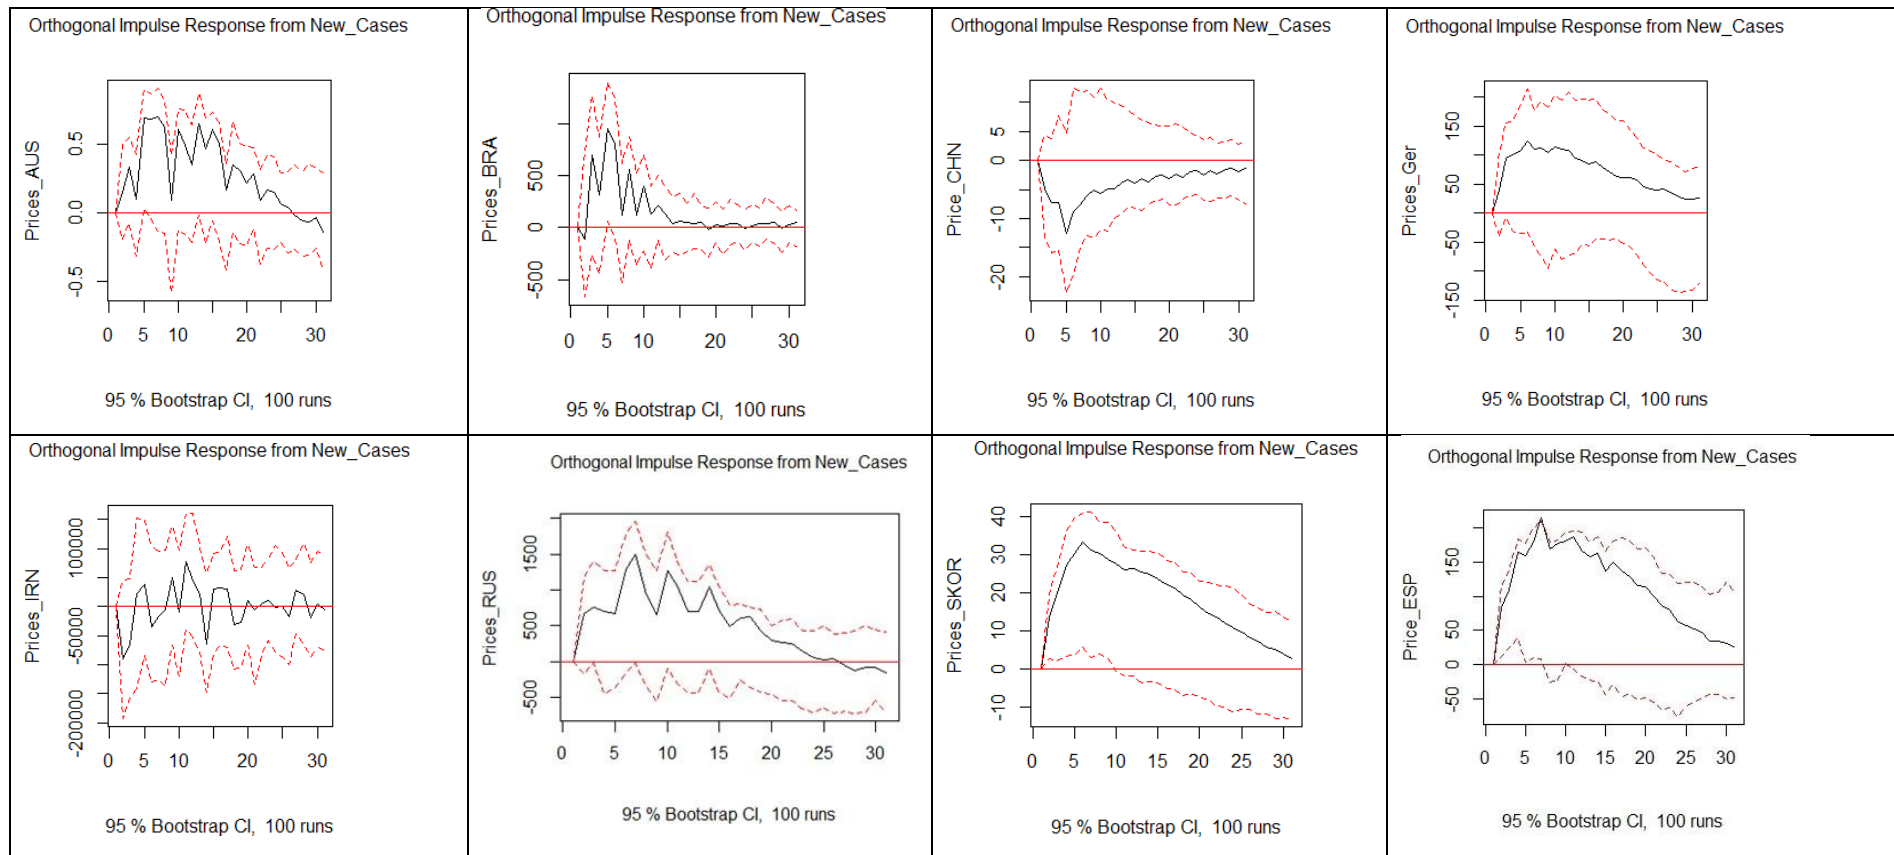 Orthogonal Impulse Response from New_Cases
Prices_AUS
0.5
0.0
-0.5
0 5 10 20 30
95 % Bootstrap CI, 100 runs
Orthogonal Impulse Response from New_Cases
Prices_BRA
500
0
-500
0 5 10 20 30
95 % Bootstrap CI, 100 runs
Orthogonal Impulse Response from New_Cases
Price_CHN
5
0
-10
-20
0 5 10 20 30
95 % Bootstrap CI, 100 runs
Orthogonal Impulse Response from New_Cases
Prices_Ger
150
50
-50
-150
0 5 10 20 30
95 % Bootstrap CI, 100 runs
Orthogonal Impulse Response from New_Cases
Prices_IRN
100000
-50000
-200000
0 5 10 20 30
95 % Bootstrap CI, 100 runs
Orthogonal Impulse Response from New_Cases
Prices_RUS
1500
500
-500
0 5 10 15 20 25 30
95 % Bootstrap CI, 100 runs
Orthogonal Impulse Response from New_Cases
Prices_SKOR
40
30
20
10
0
-10
0 5 10 15 20 25 30
95 % Bootstrap CI, 100 runs
Orthogonal Impulse Response from New_Cases
Price_ESP
150
50
0
-50
0 5 10 15 20 25 30
95 % Bootstrap CI, 100 runs